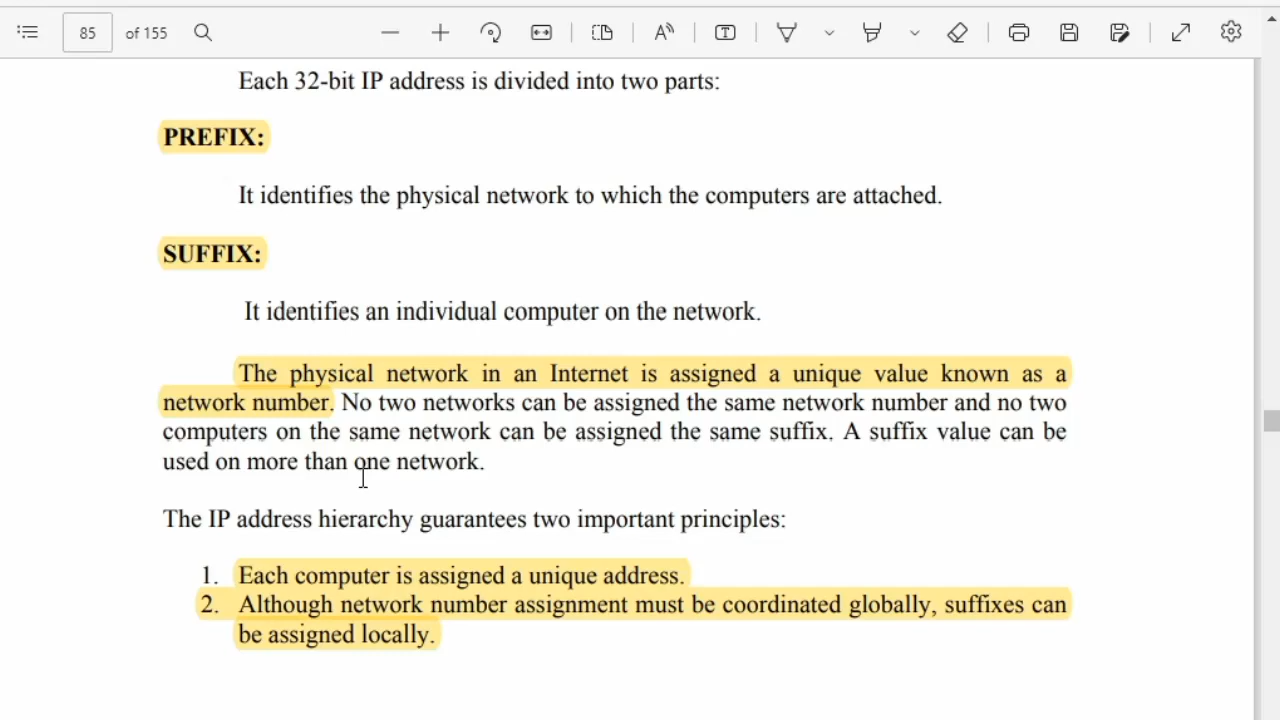 85 of 155
Each 32-bit IP address is divided into two parts:
PREFIX:
It identifies the physical network to which the computers are attached.
SUFFIX:
It identifies an individual computer on the network.
The physical network in an Internet is assigned a unique value known as a
network number. No two networks can be assigned the same network number and no two
computers on the same network can be assigned the same suffix. A suffix value can be
used on more than one network.
The IP address hierarchy guarantees two important principles:
1. Each computer is assigned a unique address.
2. Although network number assignment must be coordinated globally, suffixes can
be assigned locally.